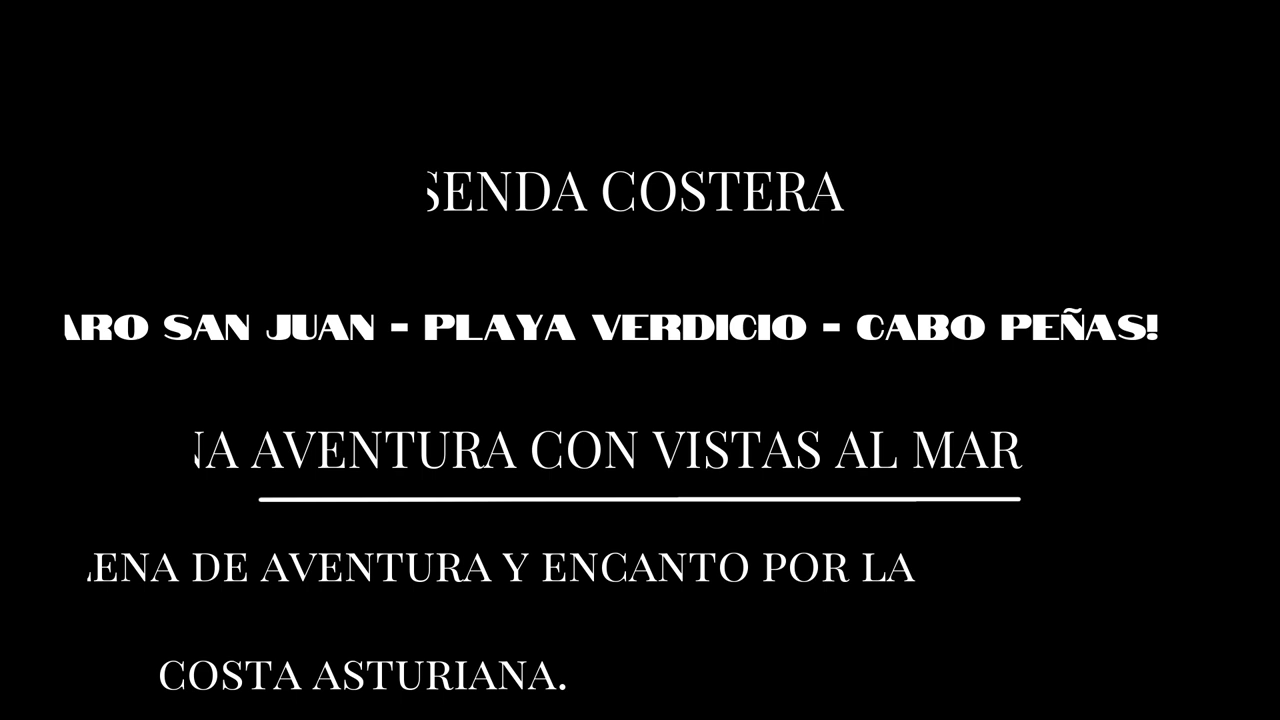 SENDA COSTERA
ARO SAN JUAN - PLAYA VERDICIO - CABO PEÑAS!
NA AVENTURA CON VISTAS AL MAR
ENA DE AVENTURA Y ENCANTO POR LA
COSTA ASTURIANA.